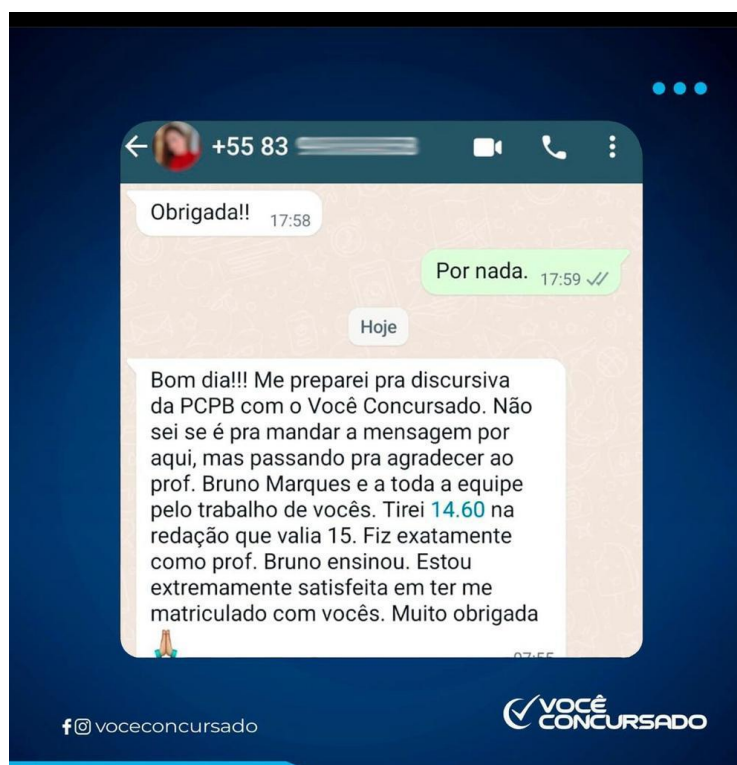 +55 83
Obrigada!! 17:58
Por nada. 17:59
Hoje
Bom dia!!! Me preparei pra discursiva
da PCPB com o Você Concursado. Não
sei se é pra mandar a mensagem por
aqui, mas passando pra agradecer ao
prof. Bruno Marques e a toda a equipe
pelo trabalho de vocês. Tirei 14.60 na
redação que valia 15. Fiz exatamente
como prof. Bruno ensinou. Estou
extremamente satisfeita em ter me
matriculado com vocês. Muito obrigada
voceconcursado
VOCÊ
CONCURSADO